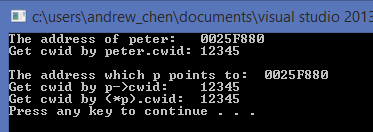 c:\users\andrew_chen\documents\visual studio 2013
The address of peter:    0025F880
Get cwid by peter.cwid: 12345
The address which p points to:  0025F880
Get cwid by p->cwid:     12345
Get cwid by (*p).cwid:   12345
Press any key to continue . . .